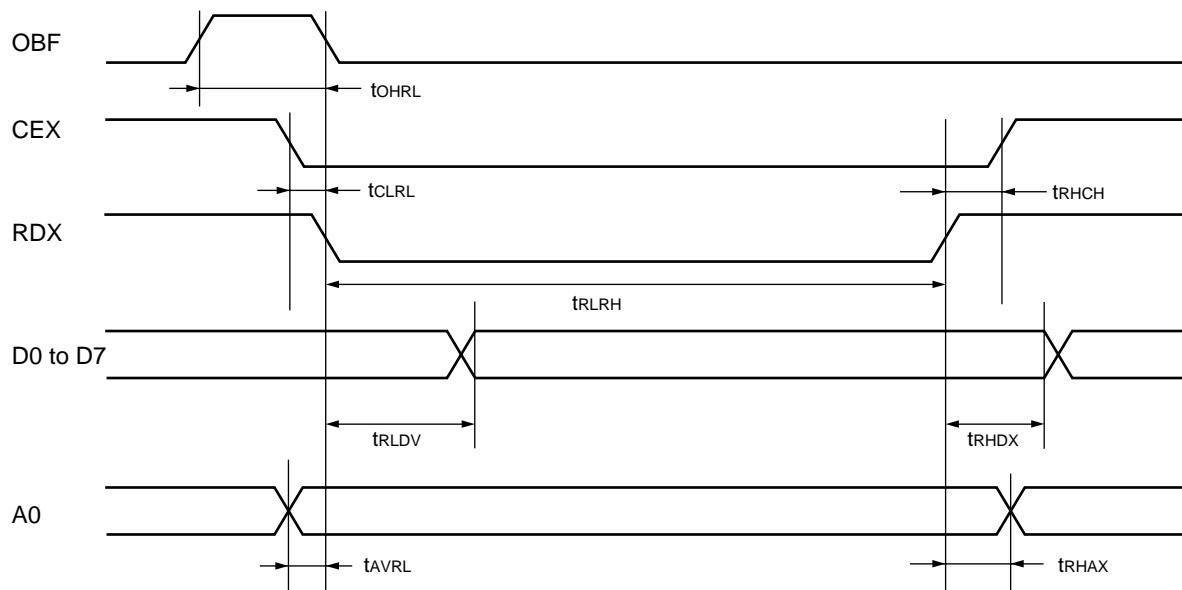 OBF
tOHRL
CEX
tCLRL
tRHCH
RDX
tRLRH
D0 to D7
tRLDV
tRHDX
A0
tAVRL
tRHAX